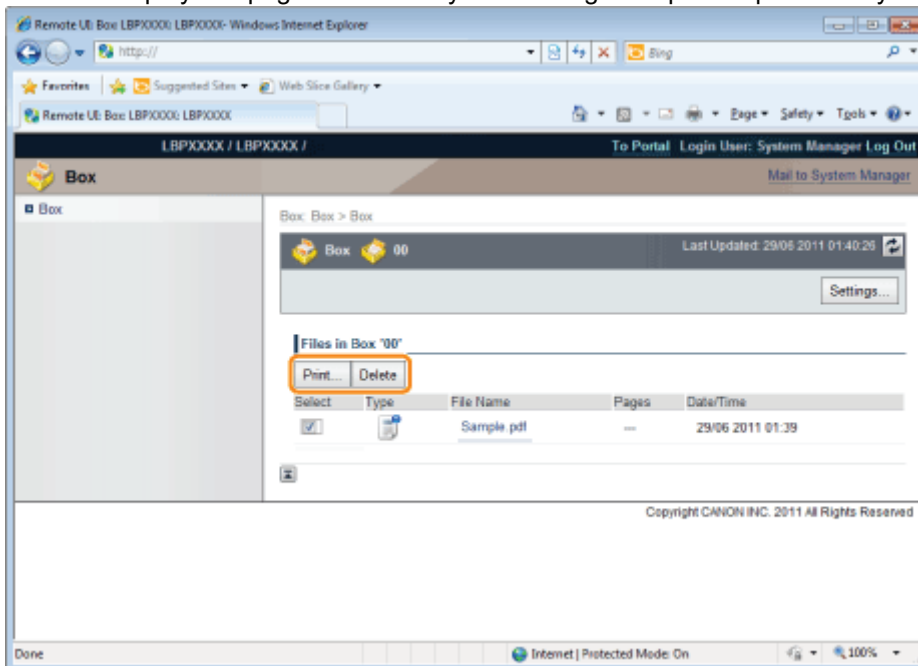 Remote UI: Box: LBPXXXX: LBPXXXX- Windows Internet Explorer
http://
Bing
Favorites Suggested Sites Web Slice Gallery
Remote UI: Box: LBPXXXX: LBPXXXX
Page Safety Tools
LBPXXXX / LBPXXXX / To Portal Login User: System Manager Log Out
Box Mail to System Manager
Box
Box: Box > Box
Box 00 Last Updated: 29/06 2011 01:40:26
Settings...
Files in Box "00"
Print... Delete
Select Type File Name Pages Date/Time
Sample.pdf --- 29/06 2011 01:39
Copyright CANON INC. 2011 All Rights Reserved
Done Internet | Protected Mode: On 100%